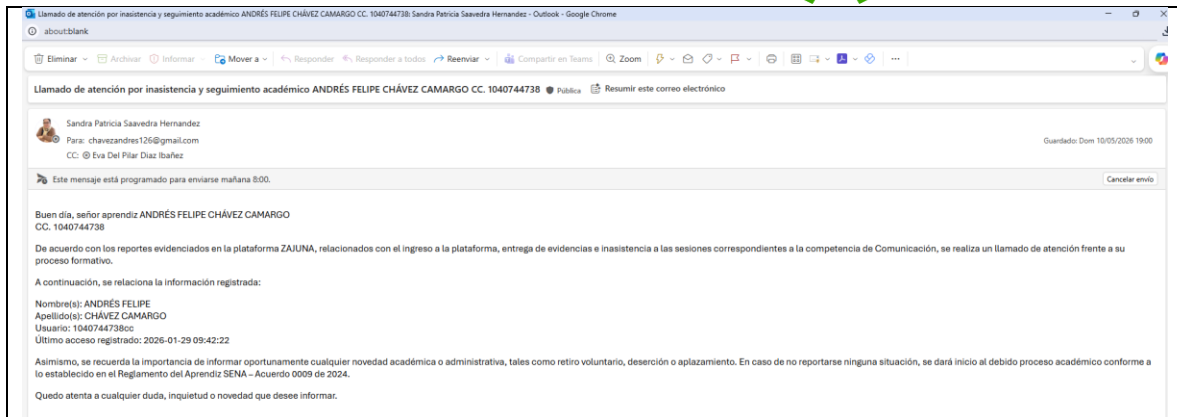 Llamado de atención por inasistencia y seguimiento académico ANDRÉS FELIPE CHÁVEZ CAMARGO CC. 1040744738: Sandra Patricia Saavedra Hernandez - Outlook - Google Chrome
about:blank
Eliminar Archivar Informar Mover a Responder Responder a todos Reenviar Compartir en Teams Zoom
Llamado de atención por inasistencia y seguimiento académico ANDRÉS FELIPE CHÁVEZ CAMARGO CC. 1040744738 Pública Resumir este correo electrónico
Sandra Patricia Saavedra Hernandez
Para: chavezandres126@gmail.com
Guardado: Dom 10/05/2026 19:00
CC: Eva Del Pilar Diaz Ibañez
Este mensaje está programado para enviarse mañana 8:00. Cancelar envío
Buen día, señor aprendiz ANDRÉS FELIPE CHÁVEZ CAMARGO
CC. 1040744738
De acuerdo con los reportes evidenciados en la plataforma ZAJUNA, relacionados con el ingreso a la plataforma, entrega de evidencias e inasistencia a las sesiones correspondientes a la competencia de Comunicación, se realiza un llamado de atención frente a su
proceso formativo.
A continuación, se relaciona la información registrada:
Nombre(s): ANDRÉS FELIPE
Apellido(s): CHÁVEZ CAMARGO
Usuario: 1040744738cc
Último acceso registrado: 2026-01-29 09:42:22
Asimismo, se recuerda la importancia de informar oportunamente cualquier novedad académica o administrativa, tales como retiro voluntario, deserción o aplazamiento. En caso de no reportarse ninguna situación, se dará inicio al debido proceso académico conforme a
lo establecido en el Reglamento del Aprendiz SENA – Acuerdo 0009 de 2024.
Quedo atenta a cualquier duda, inquietud o novedad que desee informar.